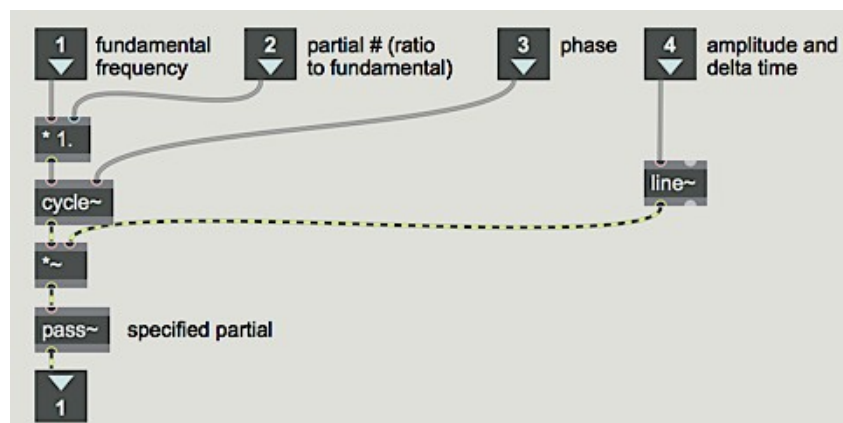 1 fundamental frequency
2 partial # (ratio to fundamental)
3 phase
4 amplitude and delta time
* 1.
cycle~
line~
*~
pass~ specified partial
1